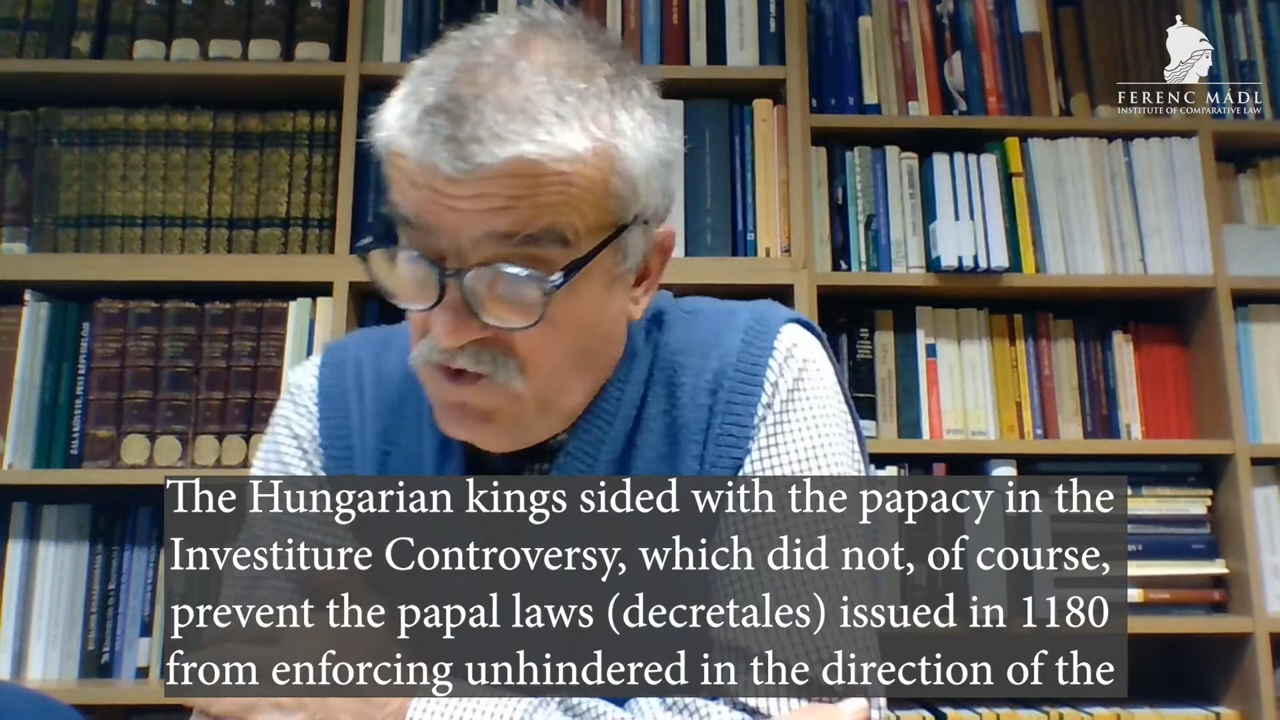 FERENC MÁDL
INSTITUTE OF COMPARATIVE LAW
The Hungarian kings sided with the papacy in the
Investiture Controversy, which did not, of course,
prevent the papal laws (decretales) issued in 1180
from enforcing unhindered in the direction of the